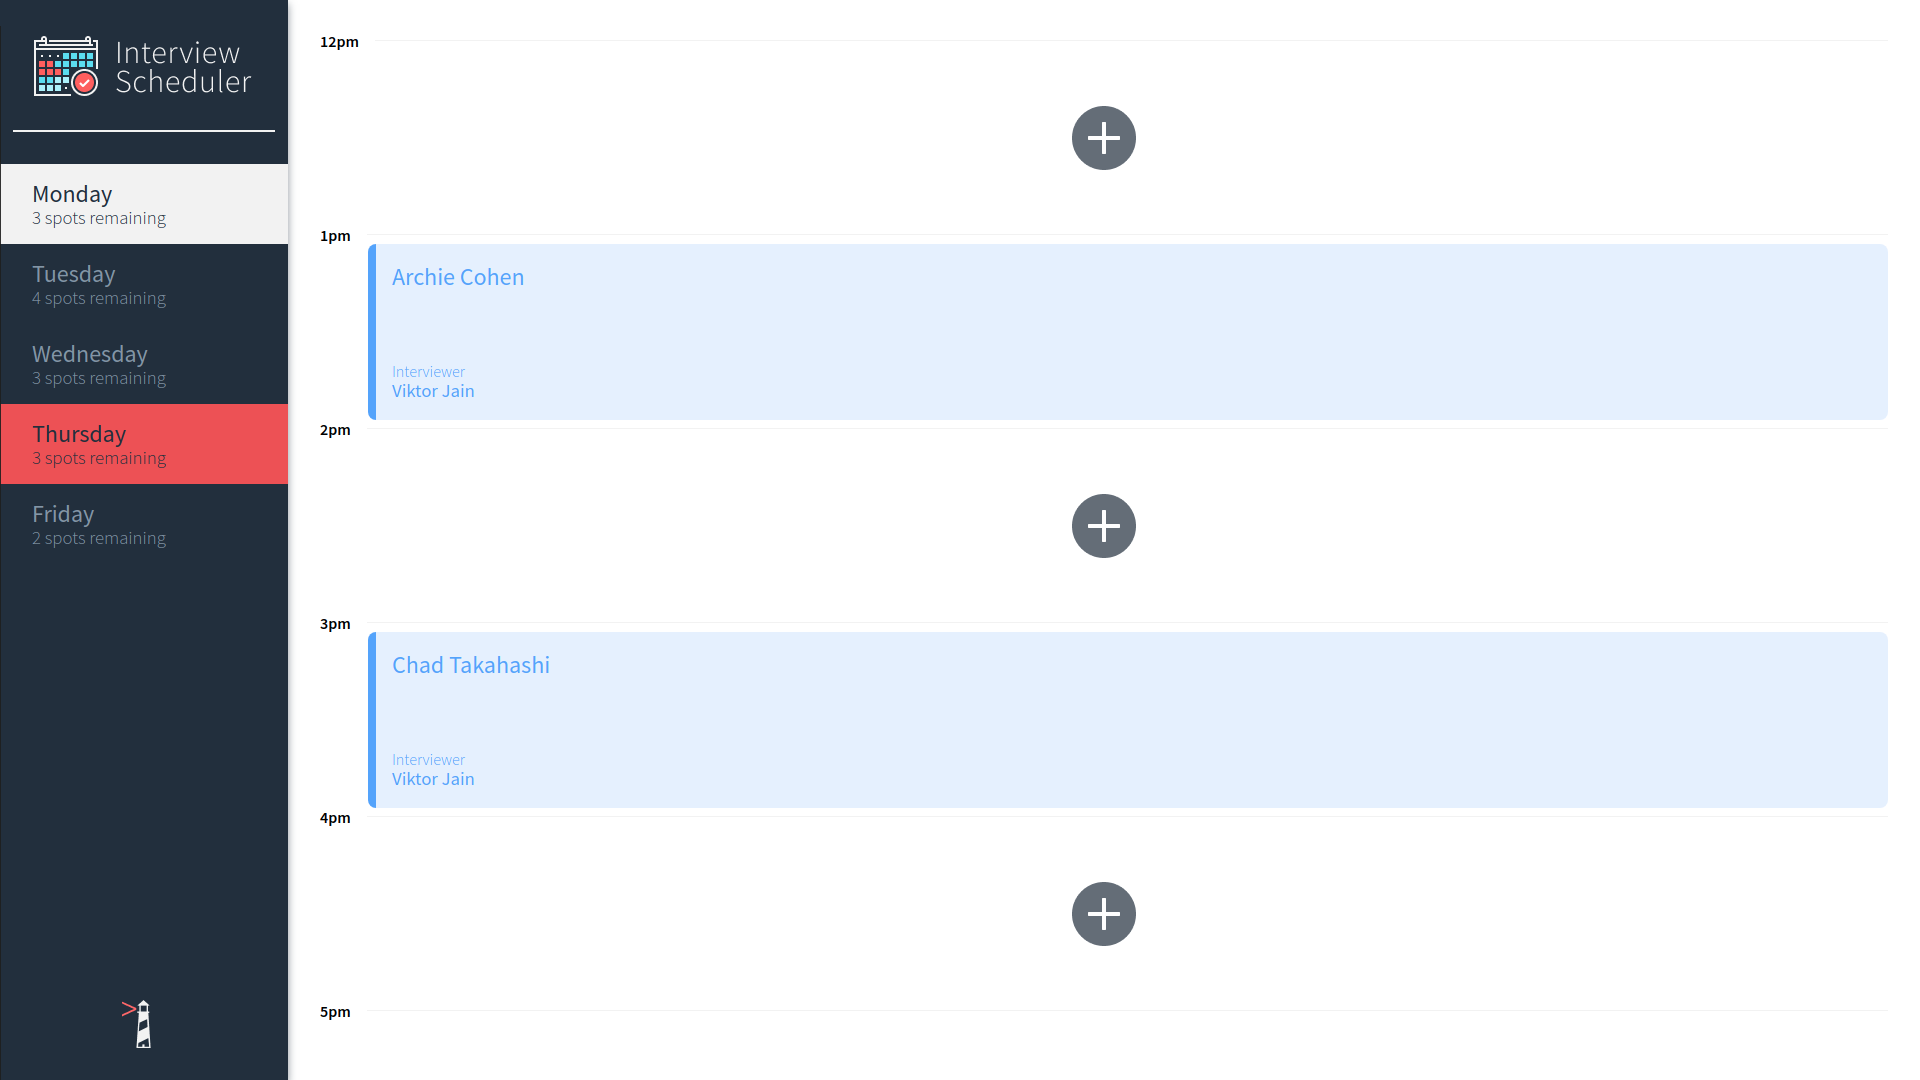 Interview
Scheduler
Monday
3 spots remaining
Tuesday
4 spots remaining
Wednesday
3 spots remaining
Thursday
3 spots remaining
Friday
2 spots remaining
12pm
1pm
Archie Cohen
Interviewer
Viktor Jain
2pm
3pm
Chad Takahashi
Interviewer
Viktor Jain
4pm
5pm